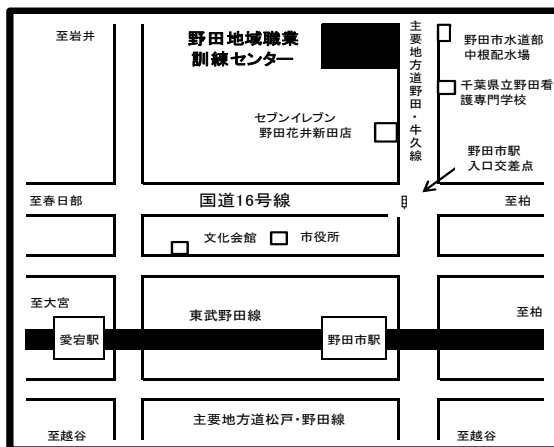 至岩井
野田地域職業
訓練センター
主要地方道野田・牛久線
野田市水道部
中根配水場
千葉県立野田看
護専門学校
セブンイレブン
野田花井新田店
野田市駅
入口交差点
至春日部
国道16号線
至柏
文化会館
市役所
至大宮
東武野田線
至柏
愛宕駅
野田市駅
主要地方道松戸・野田線
至越谷
至越谷